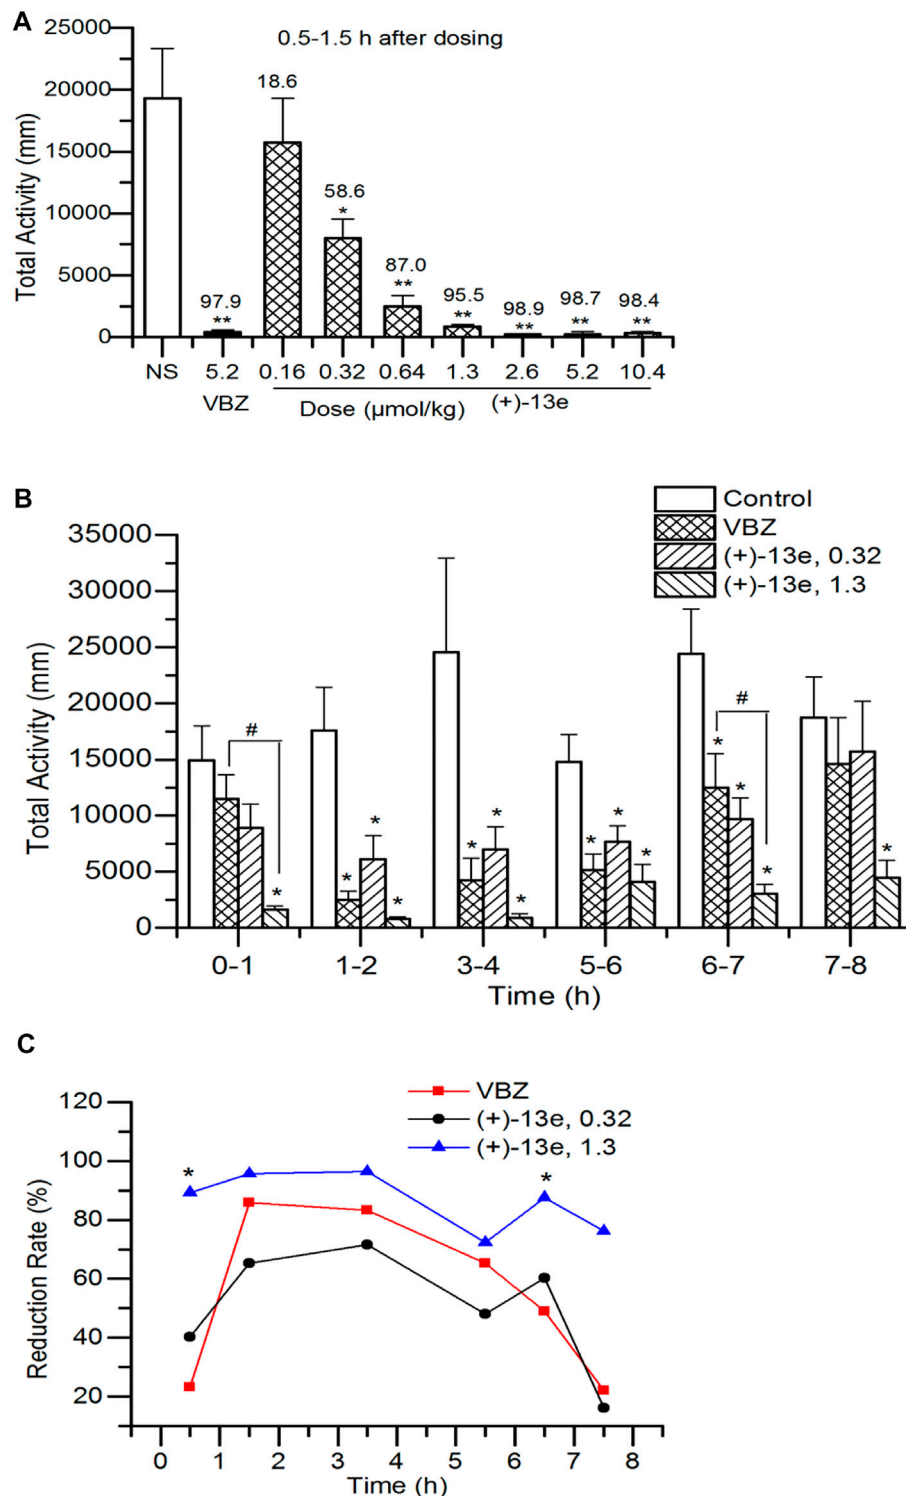 A
0.5-1.5 h after dosing
Total Activity (mm)
25000
20000
15000
10000
5000
0
97.9
**
18.6
58.6
*
87.0
**
95.5
**
98.9
**
98.7
**
98.4
**
NS 5.2 0.16 0.32 0.64 1.3 2.6 5.2 10.4
VBZ Dose (µmol/kg) (+)-13e
B
Control
VBZ
(+)-13e, 0.32
(+)-13e, 1.3
Total Activity (mm)
35000
30000
25000
20000
15000
10000
5000
0
#
*
* * *
* * *
* * *
#
* * *
*
0-1 1-2 3-4 5-6 6-7 7-8
Time (h)
C
VBZ
(+)-13e, 0.32
(+)-13e, 1.3
Reduction Rate (%)
120
100
80
60
40
20
* *
0 1 2 3 4 5 6 7 8
Time (h)